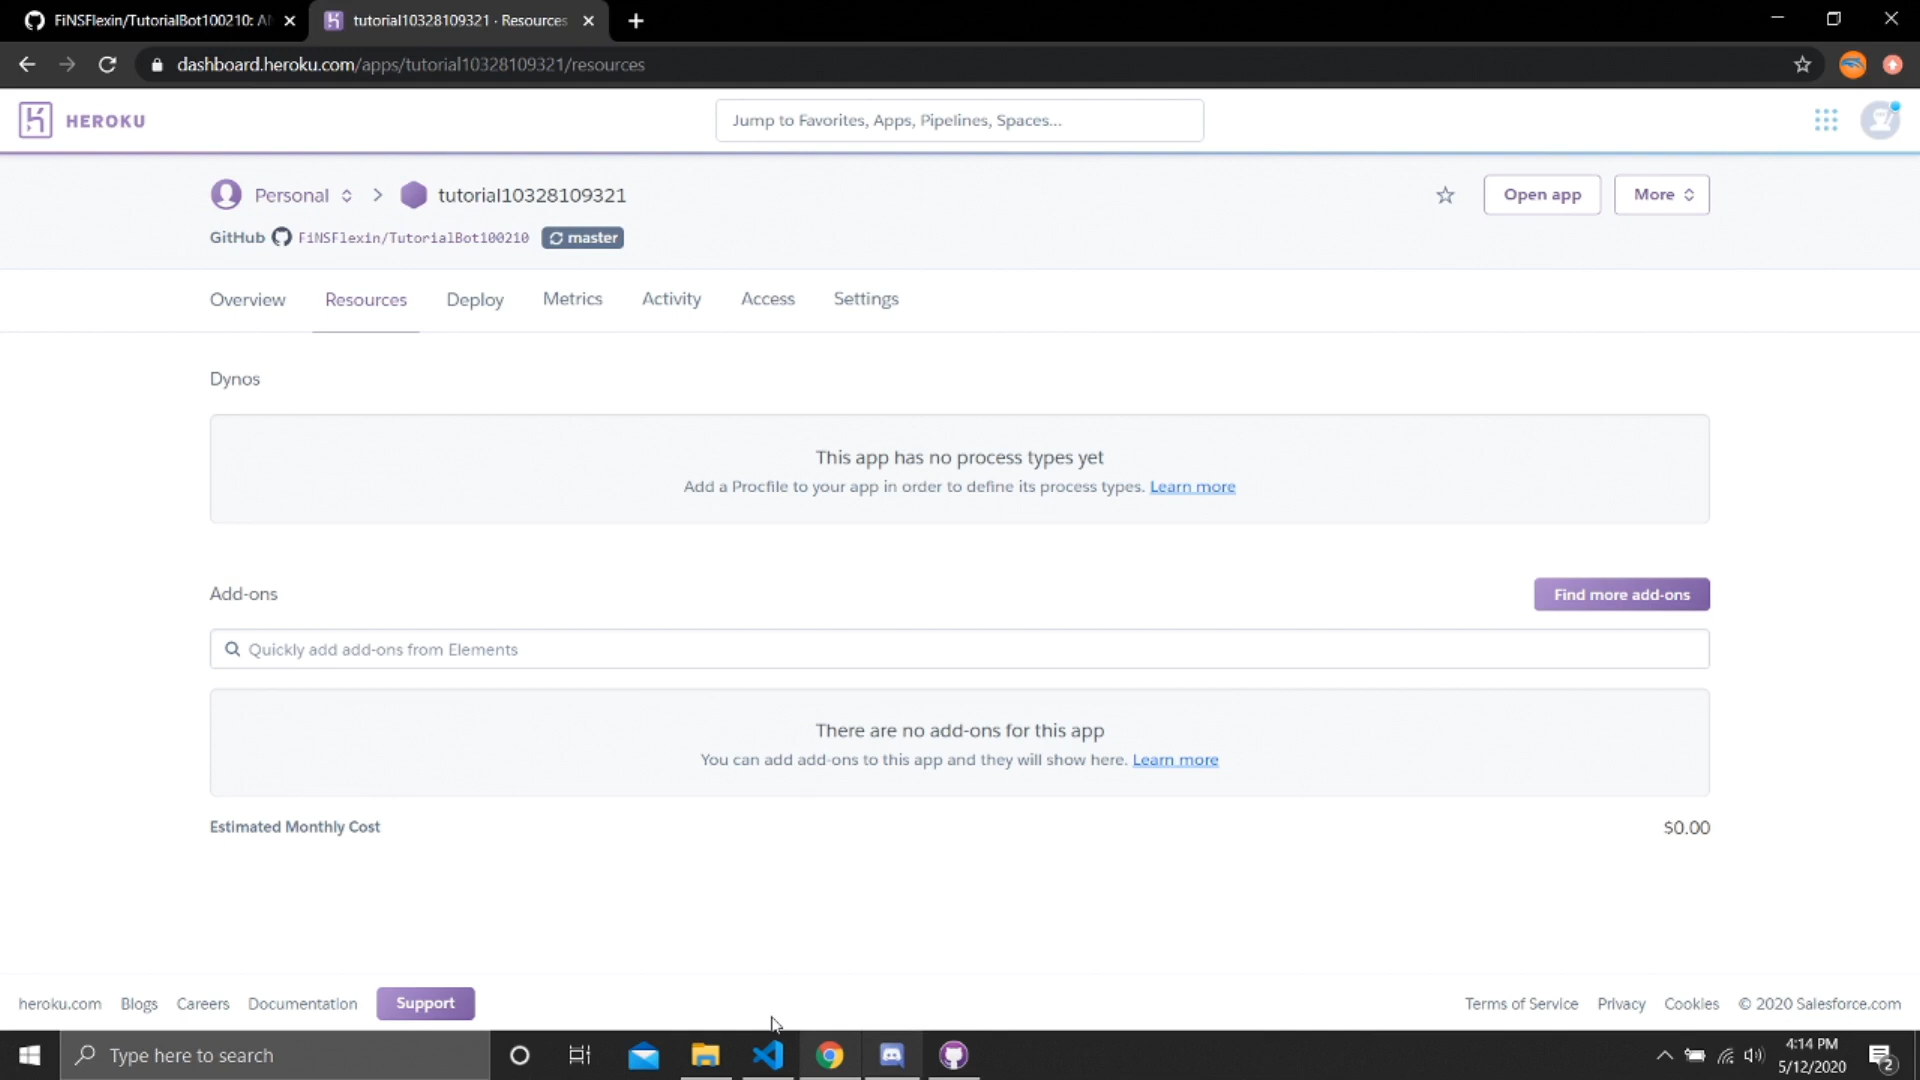 FiNSFlexin/TutorialBot100210:
tutorial10328109321 · Resources
dashboard.heroku.com/apps/tutorial10328109321/resources
HEROKU
Jump to Favorites, Apps, Pipelines, Spaces...
Personal
tutorial10328109321
Open app
More
GitHub
FiNSFlexin/TutorialBot100210
master
Overview
Resources
Deploy
Metrics
Activity
Access
Settings
Dynos
This app has no process types yet
Add a Procfile to your app in order to define its process types. Learn more
Add-ons
Find more add-ons
Quickly add add-ons from Elements
There are no add-ons for this app
You can add add-ons to this app and they will show here. Learn more
Estimated Monthly Cost
$0.00
heroku.com
Blogs
Careers
Documentation
Support
Terms of Service
Privacy
Cookies
© 2020 Salesforce.com
Type here to search
4:14 PM
5/12/2020
2